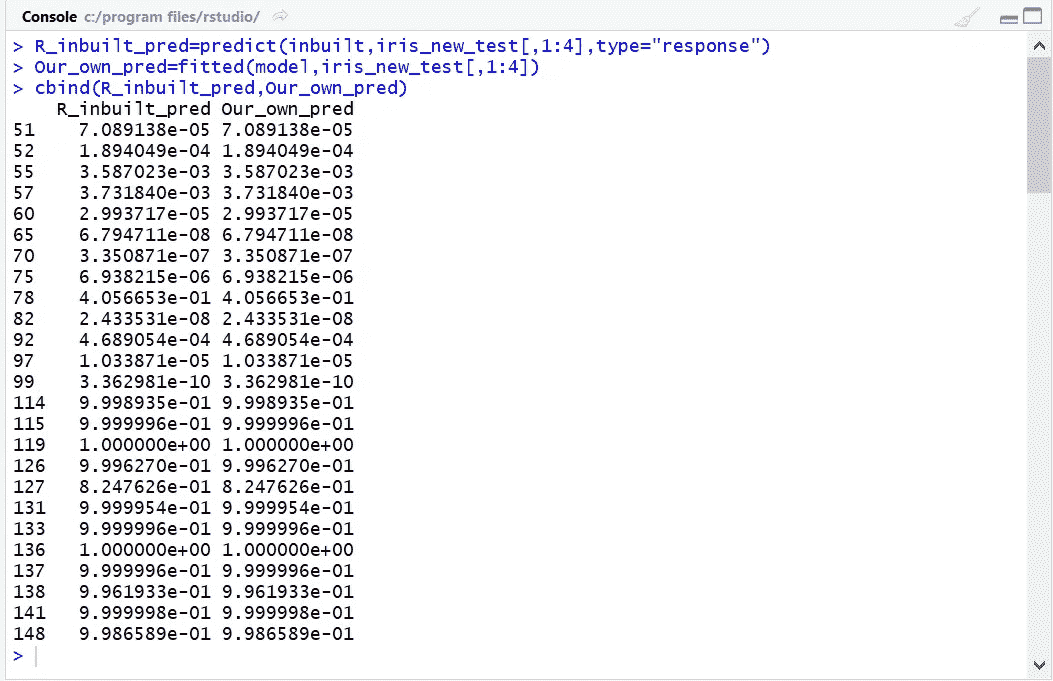 Console c:/program files/rstudio/
> R_inbuilt_pred=predict(inbuilt,iris_new_test[,1:4],type="response")
> Our_own_pred=fitted(model,iris_new_test[,1:4])
> cbind(R_inbuilt_pred,Our_own_pred)
R_inbuilt_pred Our_own_pred
51 7.089138e-05 7.089138e-05
52 1.894049e-04 1.894049e-04
55 3.587023e-03 3.587023e-03
57 3.731840e-03 3.731840e-03
60 2.993717e-05 2.993717e-05
65 6.794711e-08 6.794711e-08
70 3.350871e-07 3.350871e-07
75 6.938215e-06 6.938215e-06
78 4.056653e-01 4.056653e-01
82 2.433531e-08 2.433531e-08
92 4.689054e-04 4.689054e-04
97 1.033871e-05 1.033871e-05
99 3.362981e-10 3.362981e-10
114 9.998935e-01 9.998935e-01
115 9.999996e-01 9.999996e-01
119 1.000000e+00 1.000000e+00
126 9.996270e-01 9.996270e-01
127 8.247626e-01 8.247626e-01
131 9.999954e-01 9.999954e-01
133 9.999996e-01 9.999996e-01
136 1.000000e+00 1.000000e+00
137 9.999996e-01 9.999996e-01
138 9.961933e-01 9.961933e-01
141 9.999998e-01 9.999998e-01
148 9.986589e-01 9.986589e-01
>